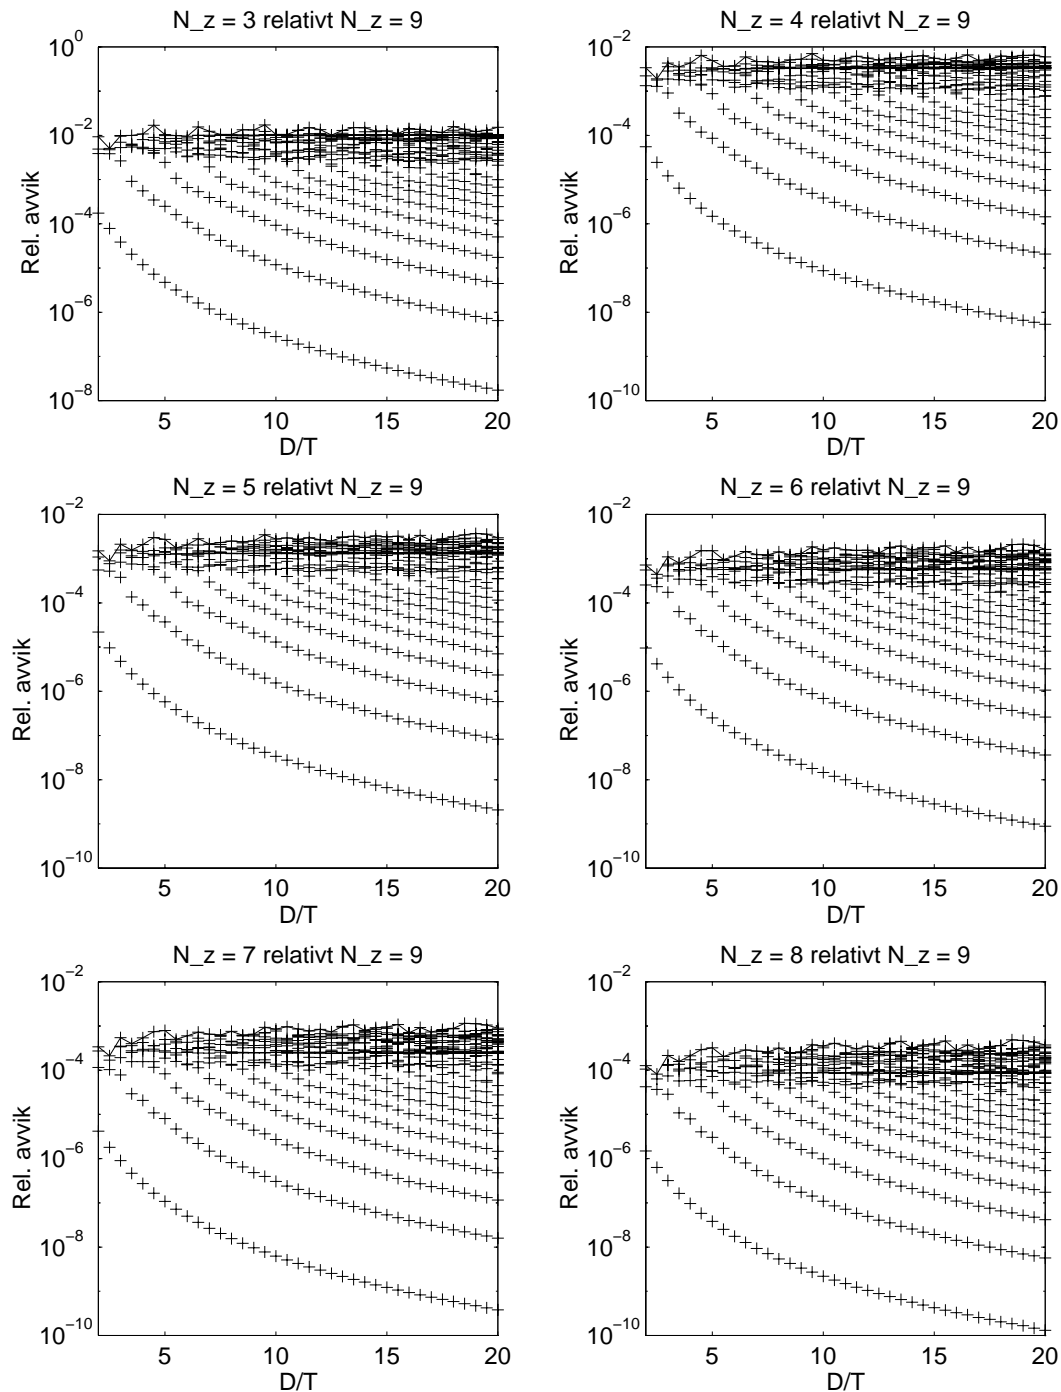 N_z = 3 relativt N_z = 9
10^0
10^−2
10^−4
10^−6
10^−8
Rel. avvik
5 10 15 20
D/T
N_z = 4 relativt N_z = 9
10^−2
10^−4
10^−6
10^−8
10^−10
Rel. avvik
5 10 15 20
D/T
N_z = 5 relativt N_z = 9
10^−2
10^−4
10^−6
10^−8
10^−10
Rel. avvik
5 10 15 20
D/T
N_z = 6 relativt N_z = 9
10^−2
10^−4
10^−6
10^−8
10^−10
Rel. avvik
5 10 15 20
D/T
N_z = 7 relativt N_z = 9
10^−2
10^−4
10^−6
10^−8
10^−10
Rel. avvik
5 10 15 20
D/T
N_z = 8 relativt N_z = 9
10^−2
10^−4
10^−6
10^−8
10^−10
Rel. avvik
5 10 15 20
D/T